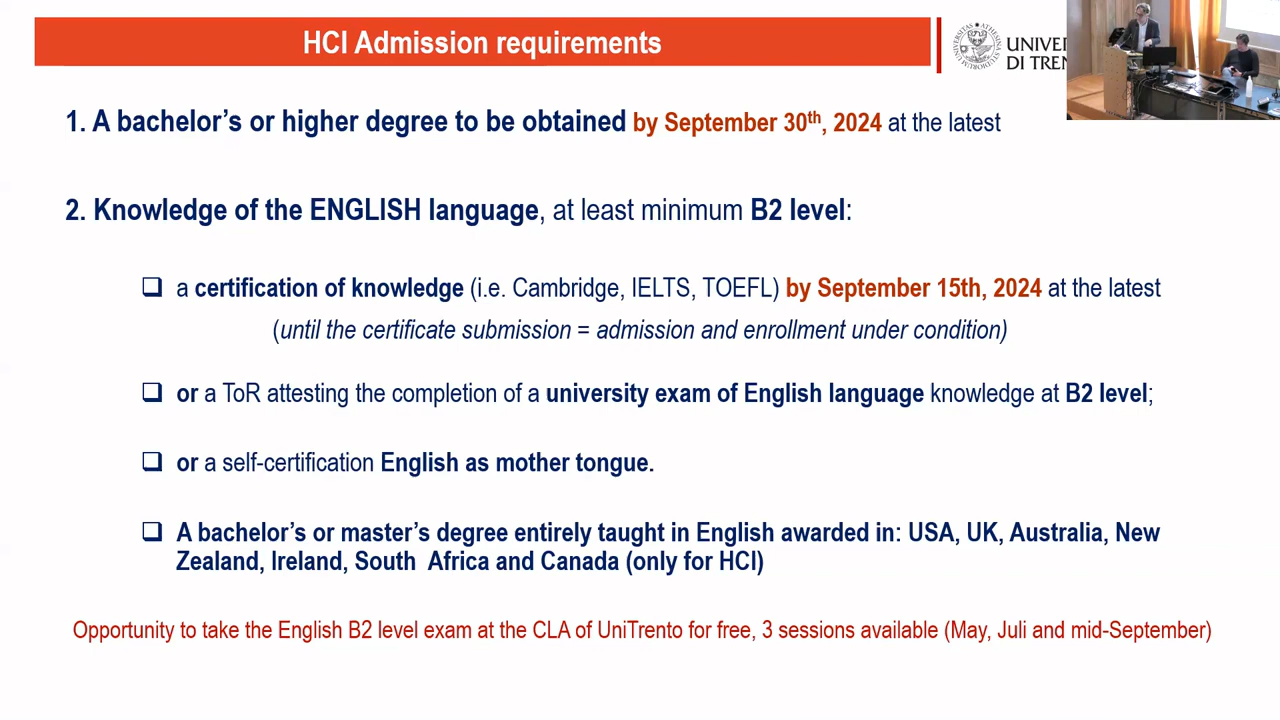 HCI Admission requirements
UNIVER
DI TREN
1. A bachelor’s or higher degree to be obtained by September 30th, 2024 at the latest
2. Knowledge of the ENGLISH language, at least minimum B2 level:
❑ a certification of knowledge (i.e. Cambridge, IELTS, TOEFL) by September 15th, 2024 at the latest
(until the certificate submission = admission and enrollment under condition)
❑ or a ToR attesting the completion of a university exam of English language knowledge at B2 level;
❑ or a self-certification English as mother tongue.
❑ A bachelor’s or master’s degree entirely taught in English awarded in: USA, UK, Australia, New
Zealand, Ireland, South Africa and Canada (only for HCI)
Opportunity to take the English B2 level exam at the CLA of UniTrento for free, 3 sessions available (May, Juli and mid-September)